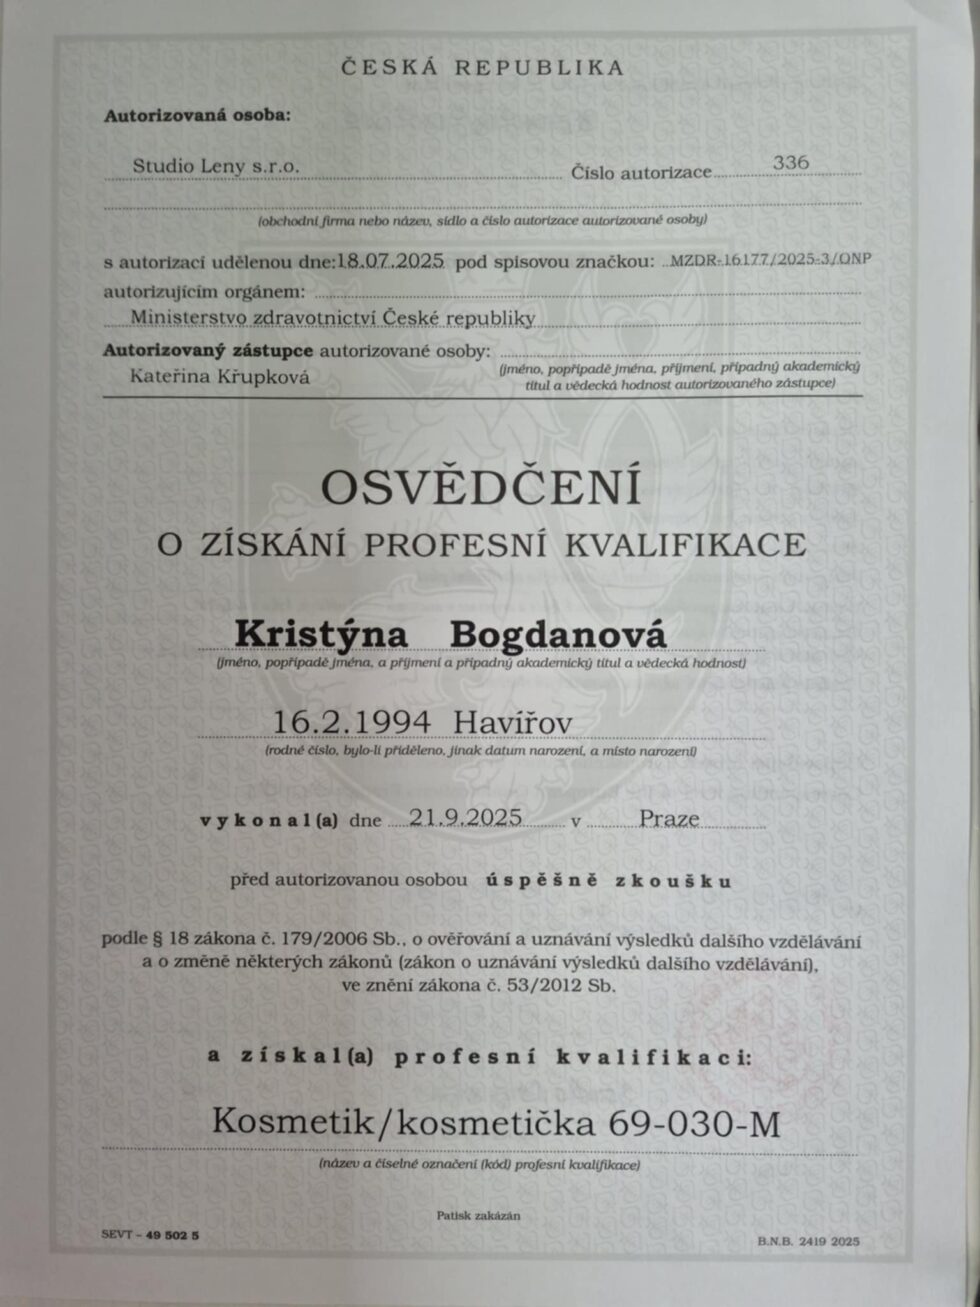 ČESKÁ REPUBLIKA
Autorizovaná osoba:
Studio Leny s.r.o. Číslo autorizace 336
(obchodní firma nebo název, sídlo a číslo autorizace autorizované osoby)
s autorizací udělenou dne: 18.07.2025 pod spisovou značkou: MZDR-16177/2025-3/ONP
autorizujícím orgánem:
Ministerstvo zdravotnictví České republiky
Autorizovaný zástupce autorizované osoby:
Kateřina Křupková
(jméno, popřípadě jména, příjmení, případný akademický
titul a vědecká hodnost autorizovaného zástupce)
OSVĚDČENÍ
O ZÍSKÁNÍ PROFESNÍ KVALIFIKACE
Kristýna Bogdanová
(jméno, popřípadě jména, a příjmení a případný akademický titul a vědecká hodnost)
16.2.1994 Havířov
(rodné číslo, bylo-li přiděleno, jinak datum narození, a místo narození)
vykonal(a) dne 21.9.2025 v Praze
před autorizovanou osobou úspěšně zkoušku
podle § 18 zákona č. 179/2006 Sb., o ověřování a uznávání výsledků dalšího vzdělávání
a o změně některých zákonů (zákon o uznávání výsledků dalšího vzdělávání),
ve znění zákona č. 53/2012 Sb.
a získal(a) profesní kvalifikaci:
Kosmetik/kosmetička 69-030-M
(název a číselné označení (kód) profesní kvalifikace)
Patisk zakázán
SEVT – 49 502 5
B.N.B. 2419 2025